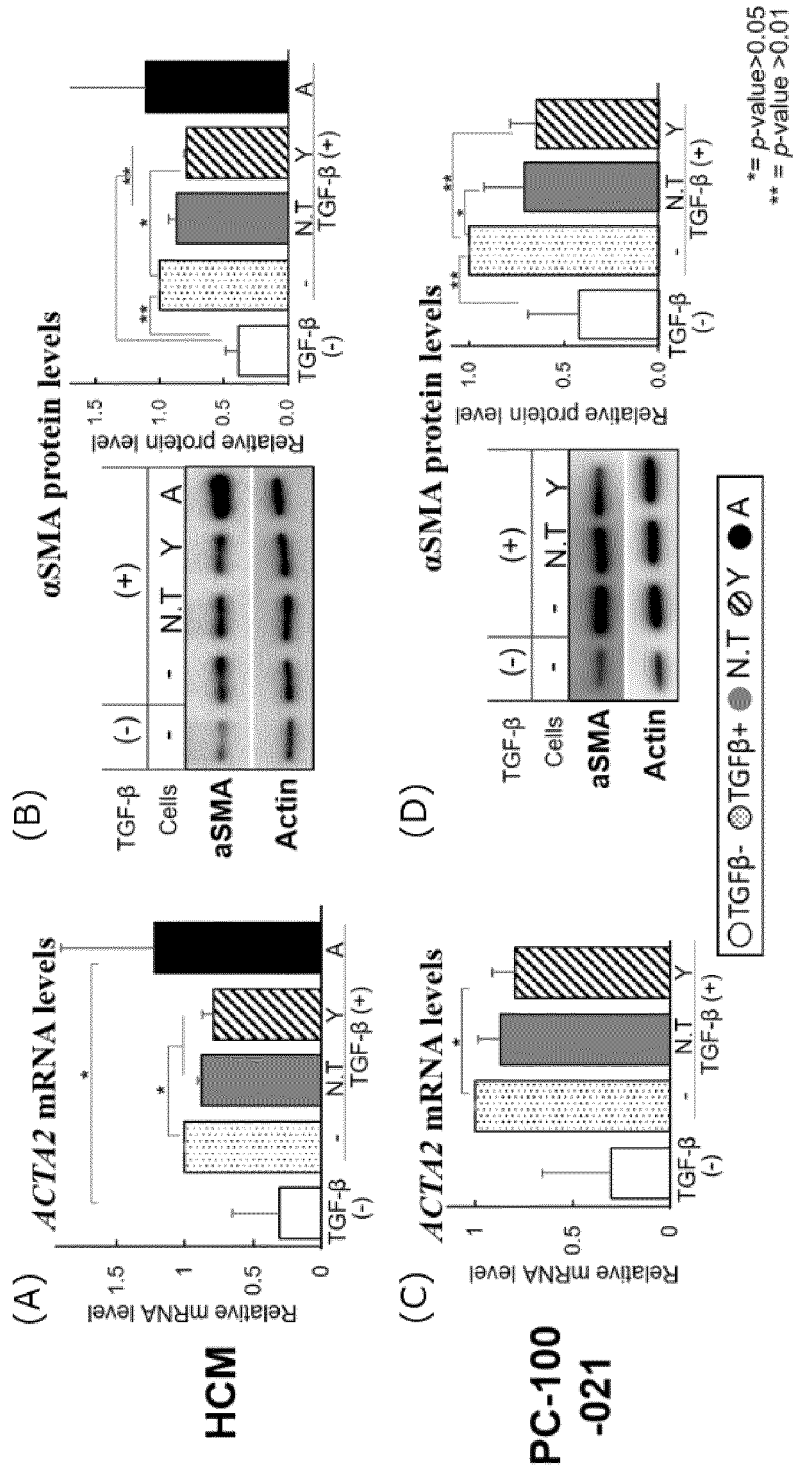 (A)
HCM
ACTA2 mRNA levels
Relative mRNA level
1.5
1
0.5
0
TGF-β
(-)
- N.T Y A
TGF-β (+)
(B)
αSMA protein levels
TGF-β (-) (+)
Cells - - N.T Y A
aSMA
Actin
Relative protein level
1.5
1.0
0.5
0.0
** * **
TGF-β
(-)
- N.T Y A
TGF-β (+)
(C)
PC-100
-021
ACTA2 mRNA levels
Relative mRNA level
1
0.5
0
*
TGF-β
(-)
- N.T Y
TGF-β (+)
(D)
αSMA protein levels
TGF-β (-) (+)
Cells - - N.T Y
aSMA
Actin
Relative protein level
1.0
0.5
0.0
** * **
TGF-β
(-)
- N.T Y
TGF-β (+)
TGFβ- TGFβ+ N.T Y A
*= p-value>0.05
** = p-value >0.01